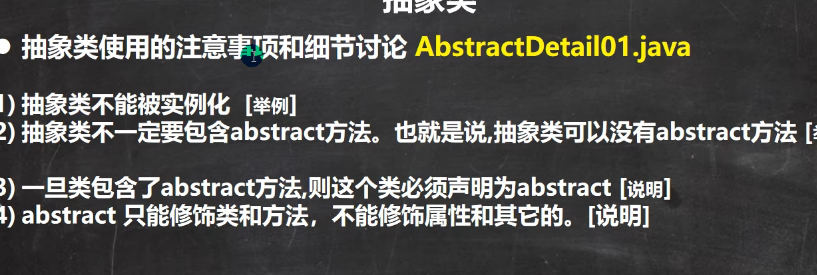 抽象类
● 抽象类使用的注意事项和细节讨论 AbstractDetail01.java
1) 抽象类不能被实例化 [举例]
2) 抽象类不一定要包含abstract方法。也就是说,抽象类可以没有abstract方法 [
3) 一旦类包含了abstract方法,则这个类必须声明为abstract [说明]
4) abstract 只能修饰类和方法，不能修饰属性和其它的。[说明]